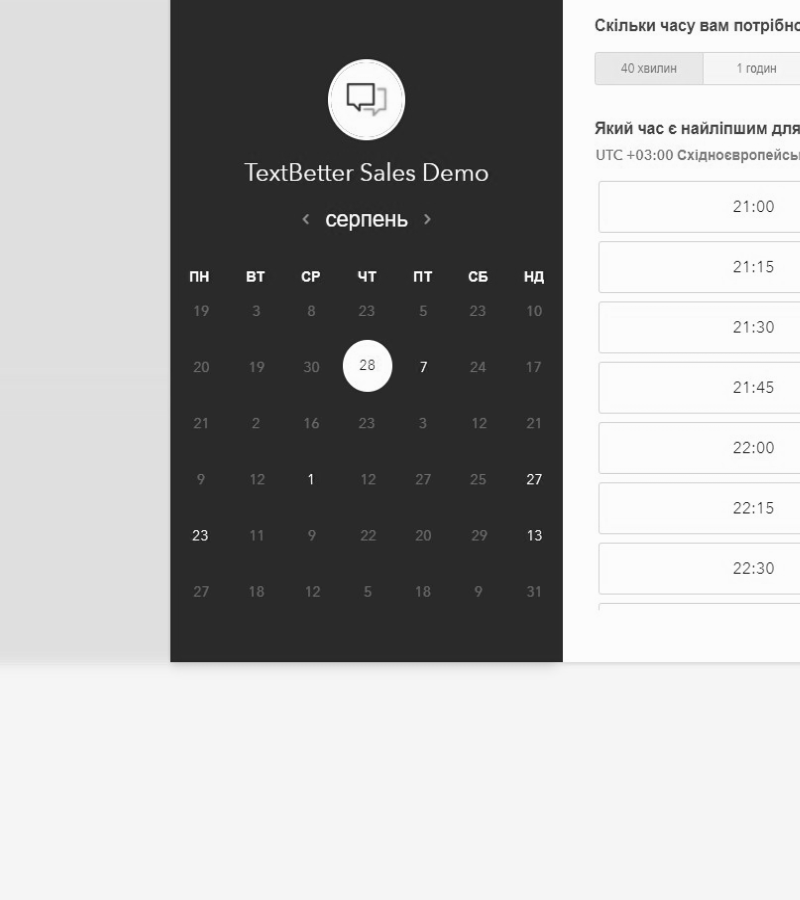 TextBetter Sales Demo
серпень
ПН ВТ СР ЧТ ПТ СБ НД
19 3 8 23 5 23 10
20 19 30 28 7 24 17
21 2 16 23 3 12 21
9 12 1 12 27 25 27
23 11 9 22 20 29 13
27 18 12 5 18 9 31
Скільки часу вам потрібно
40 хвилин 1 годин
Який час є найліпшим для
UTC +03:00 Східноєвропейсь
21:00
21:15
21:30
21:45
22:00
22:15
22:30